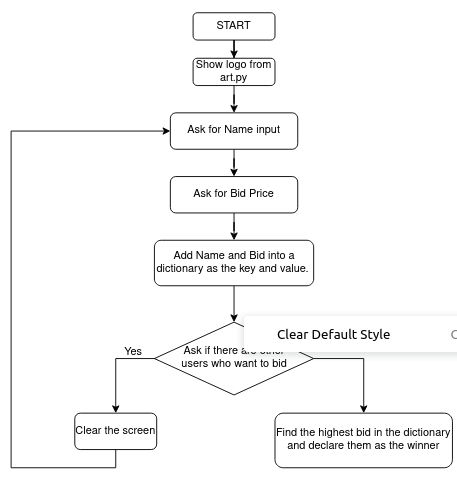 START
Show logo from
art.py
Ask for Name input
Ask for Bid Price
Add Name and Bid into a
dictionary as the key and value.
Clear Default Style
Ask if there are other
users who want to bid
Yes
Clear the screen
Find the highest bid in the dictionary
and declare them as the winner